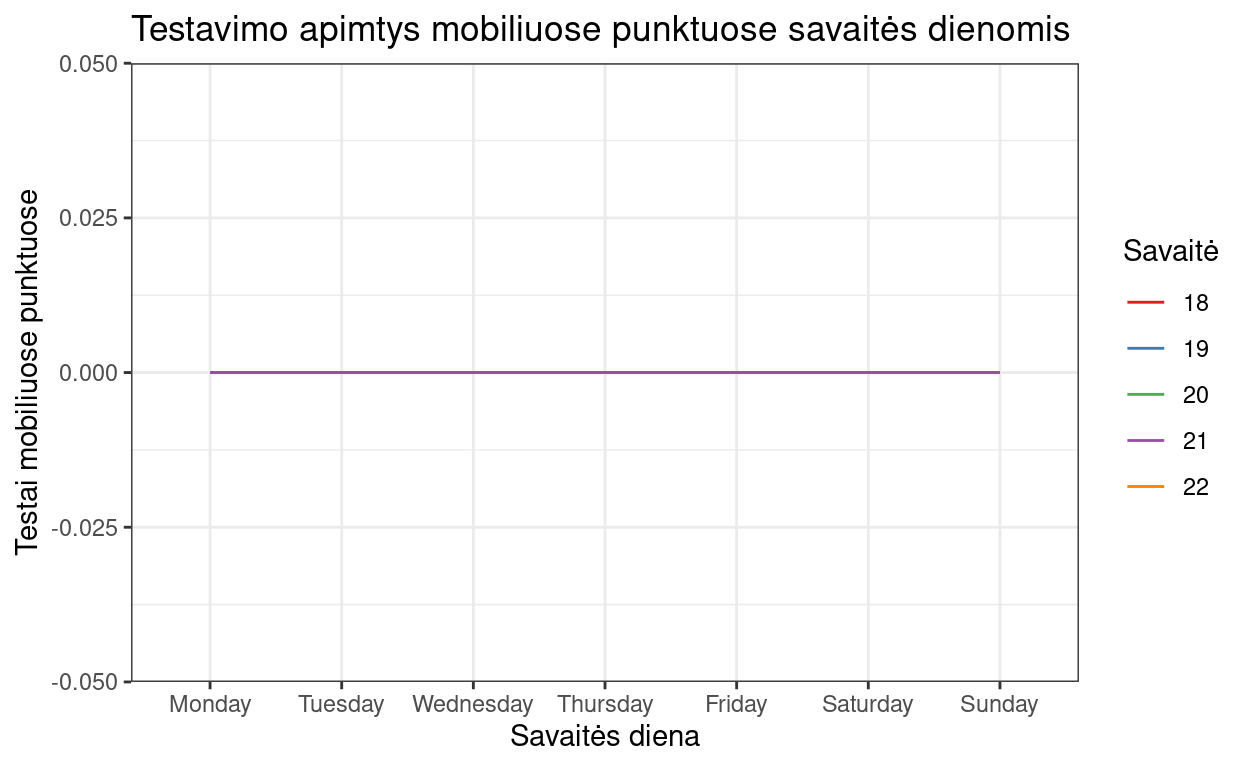 Testavimo apimtys mobiliuose punktuose savaitės dienomis
Testai mobiliuose punktuose
0.050
0.025
0.000
-0.025
-0.050
Monday Tuesday Wednesday Thursday Friday Saturday Sunday
Savaitės diena
Savaitė
18
19
20
21
22